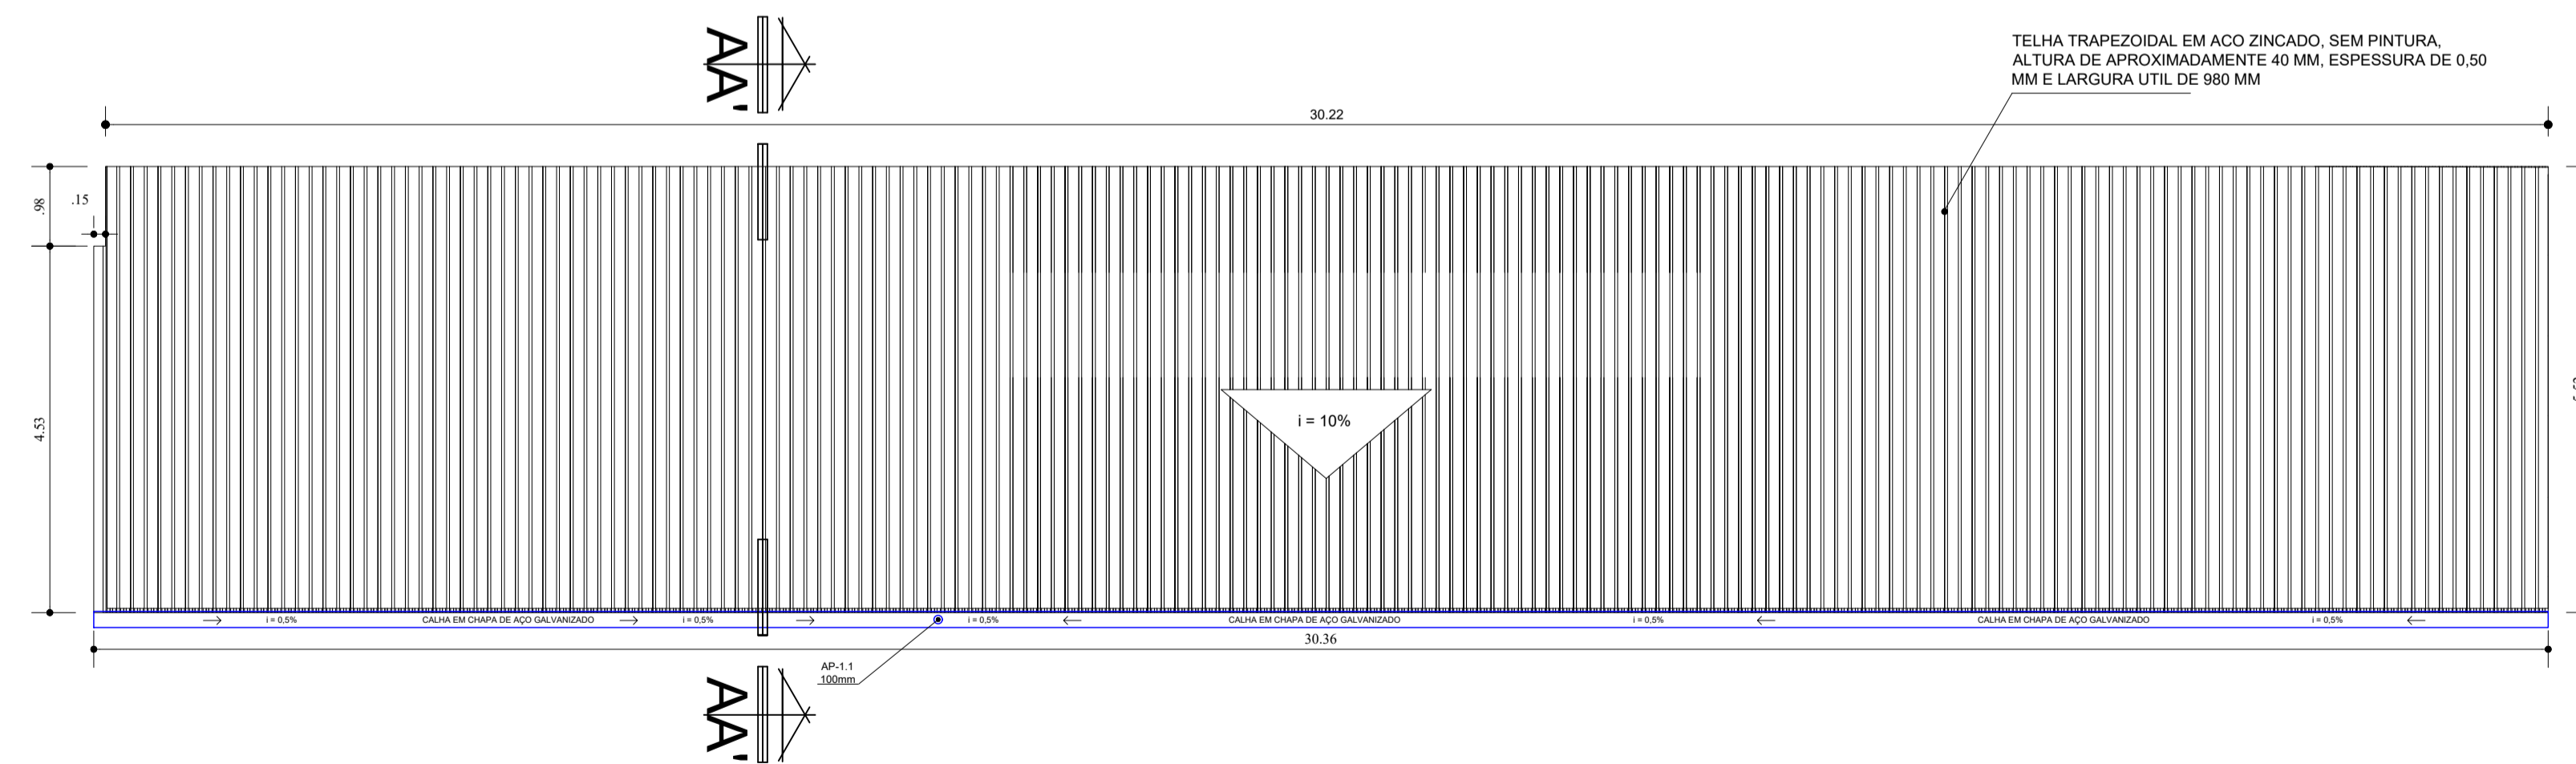 AA'
TELHA TRAPEZOIDAL EM ACO ZINCADO, SEM PINTURA,
ALTURA DE APROXIMADAMENTE 40 MM, ESPESSURA DE 0,50
MM E LARGURA UTIL DE 980 MM
30.22
.98
.15
4.53
i = 10%
i = 0,5%
CALHA EM CHAPA DE AÇO GALVANIZADO
i = 0,5%
i = 0,5%
CALHA EM CHAPA DE AÇO GALVANIZADO
i = 0,5%
CALHA EM CHAPA DE AÇO GALVANIZADO
i = 0,5%
30.36
AP-1.1
100mm
AA'